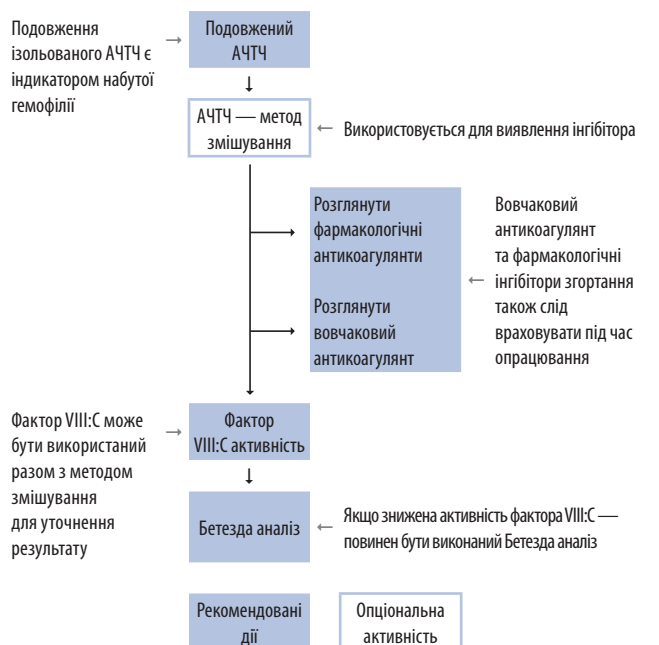 Подовження
ізольованого АЧТЧ є
індикатором набутої
гемофілії
→
Подовжений
АЧТЧ
АЧТЧ — метод
змішування
← Використовується для виявлення інгібітора
Розглянути
фармакологічні
антикоагулянти
Розглянути
вовчаковий
антикоагулянт
←
Вовчаковий
антикоагулянт
та фармакологічні
інгібітори згортання
також слід
враховувати під час
опрацювання
Фактор VIII:C може
бути використаний
разом з методом
змішування
для уточнення
результату
→
Фактор
VIII:C активність
Бетезда аналіз
←
Якщо знижена активність фактора VIII:C —
повинен бути виконаний Бетезда аналіз
Рекомендовані
дії
Опціональна
активність